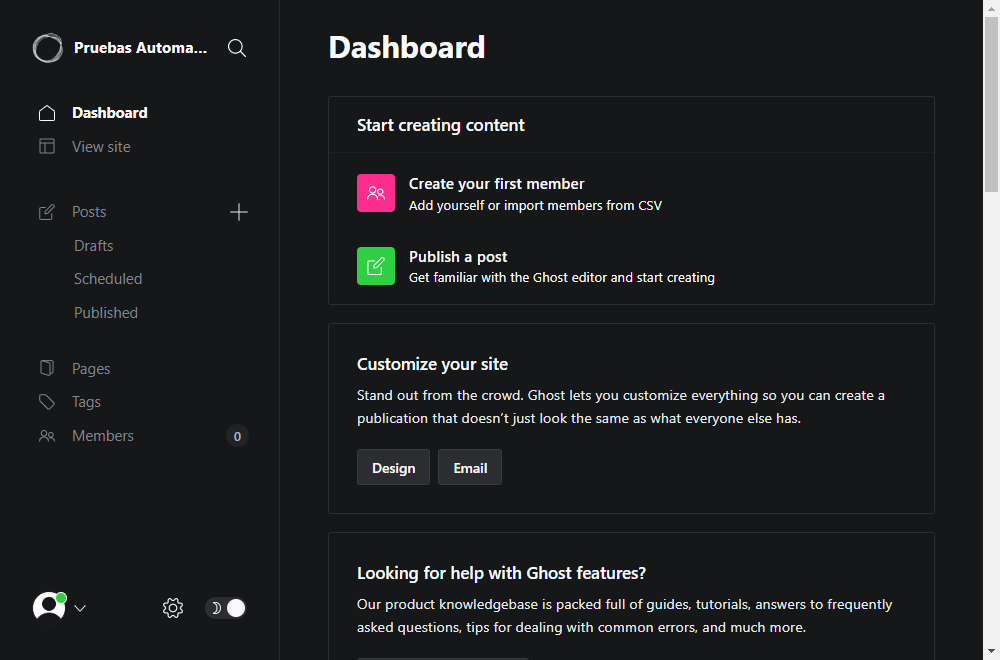 Pruebas Automa...
Dashboard
View site
Posts
Drafts
Scheduled
Published
Pages
Tags
Members
0
Dashboard
Start creating content
Create your first member
Add yourself or import members from CSV
Publish a post
Get familiar with the Ghost editor and start creating
Customize your site
Stand out from the crowd. Ghost lets you customize everything so you can create a
publication that doesn’t just look the same as what everyone else has.
Design
Email
Looking for help with Ghost features?
Our product knowledgebase is packed full of guides, tutorials, answers to frequently
asked questions, tips for dealing with common errors, and much more.